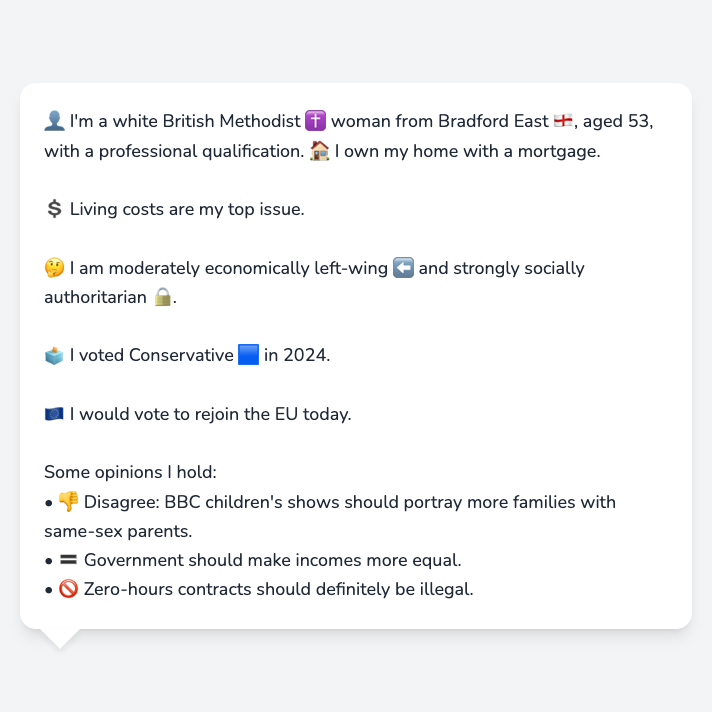 👤 I'm a white British Methodist ✝️ woman from Bradford East 🏴󠁧󠁢󠁥󠁮󠁧󠁿, aged 53,
with a professional qualification. 🏠 I own my home with a mortgage.
💲 Living costs are my top issue.
🤔 I am moderately economically left-wing ⬅️ and strongly socially
authoritarian 🔒.
🗳️ I voted Conservative 🟦 in 2024.
🇪🇺 I would vote to rejoin the EU today.
Some opinions I hold:
• 👎 Disagree: BBC children's shows should portray more families with
same-sex parents.
• 🟰 Government should make incomes more equal.
• 🚫 Zero-hours contracts should definitely be illegal.